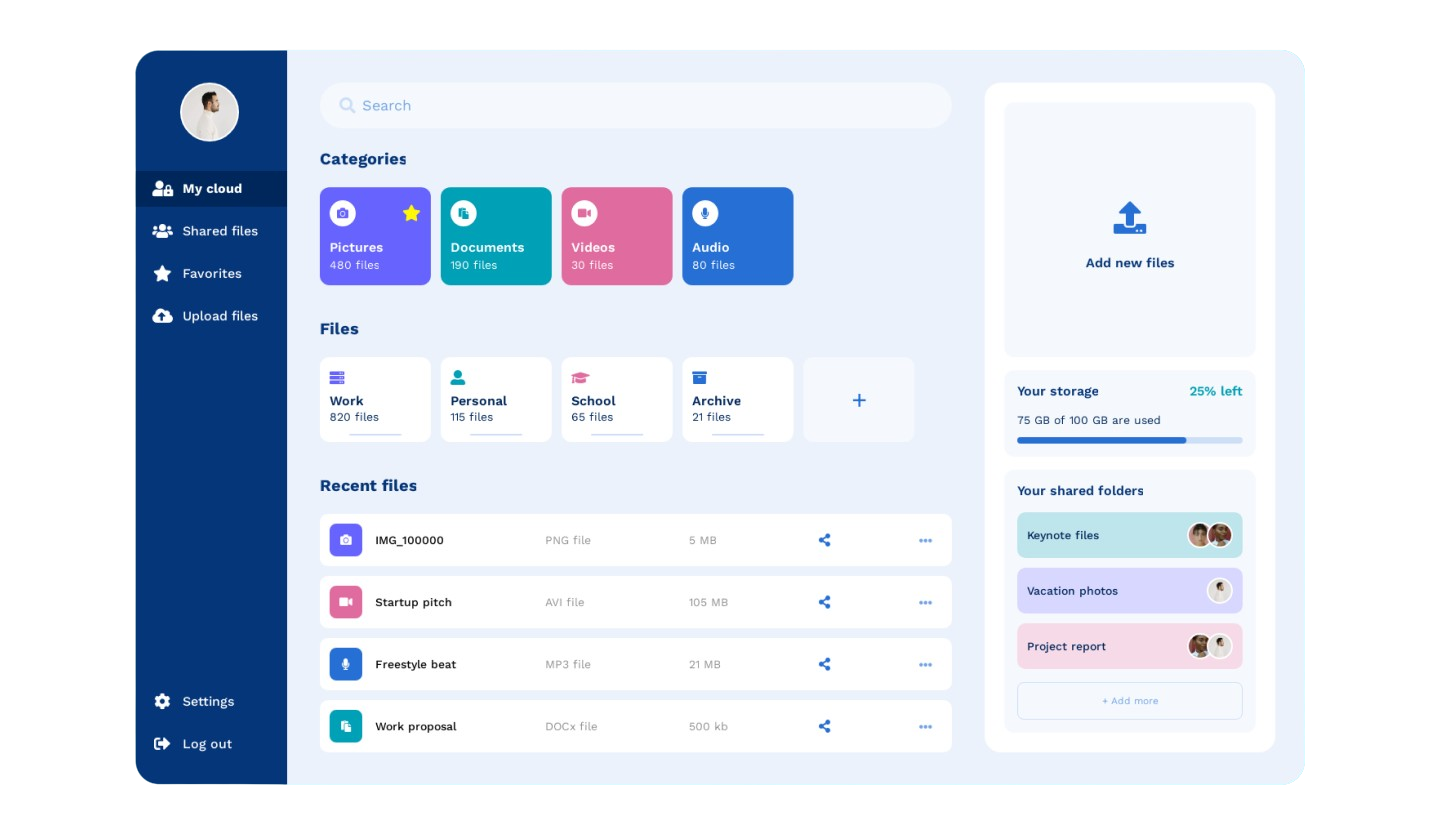 My cloud
Shared files
Favorites
Upload files
Settings
Log out
Search
Categories
Pictures
480 files
Documents
190 files
Videos
30 files
Audio
80 files
Files
Work
820 files
Personal
115 files
School
65 files
Archive
21 files
+
Recent files
IMG_100000 PNG file 5 MB
Startup pitch AVI file 105 MB
Freestyle beat MP3 file 21 MB
Work proposal DOCx file 500 kb
Add new files
Your storage 25% left
75 GB of 100 GB are used
Your shared folders
Keynote files
Vacation photos
Project report
+ Add more